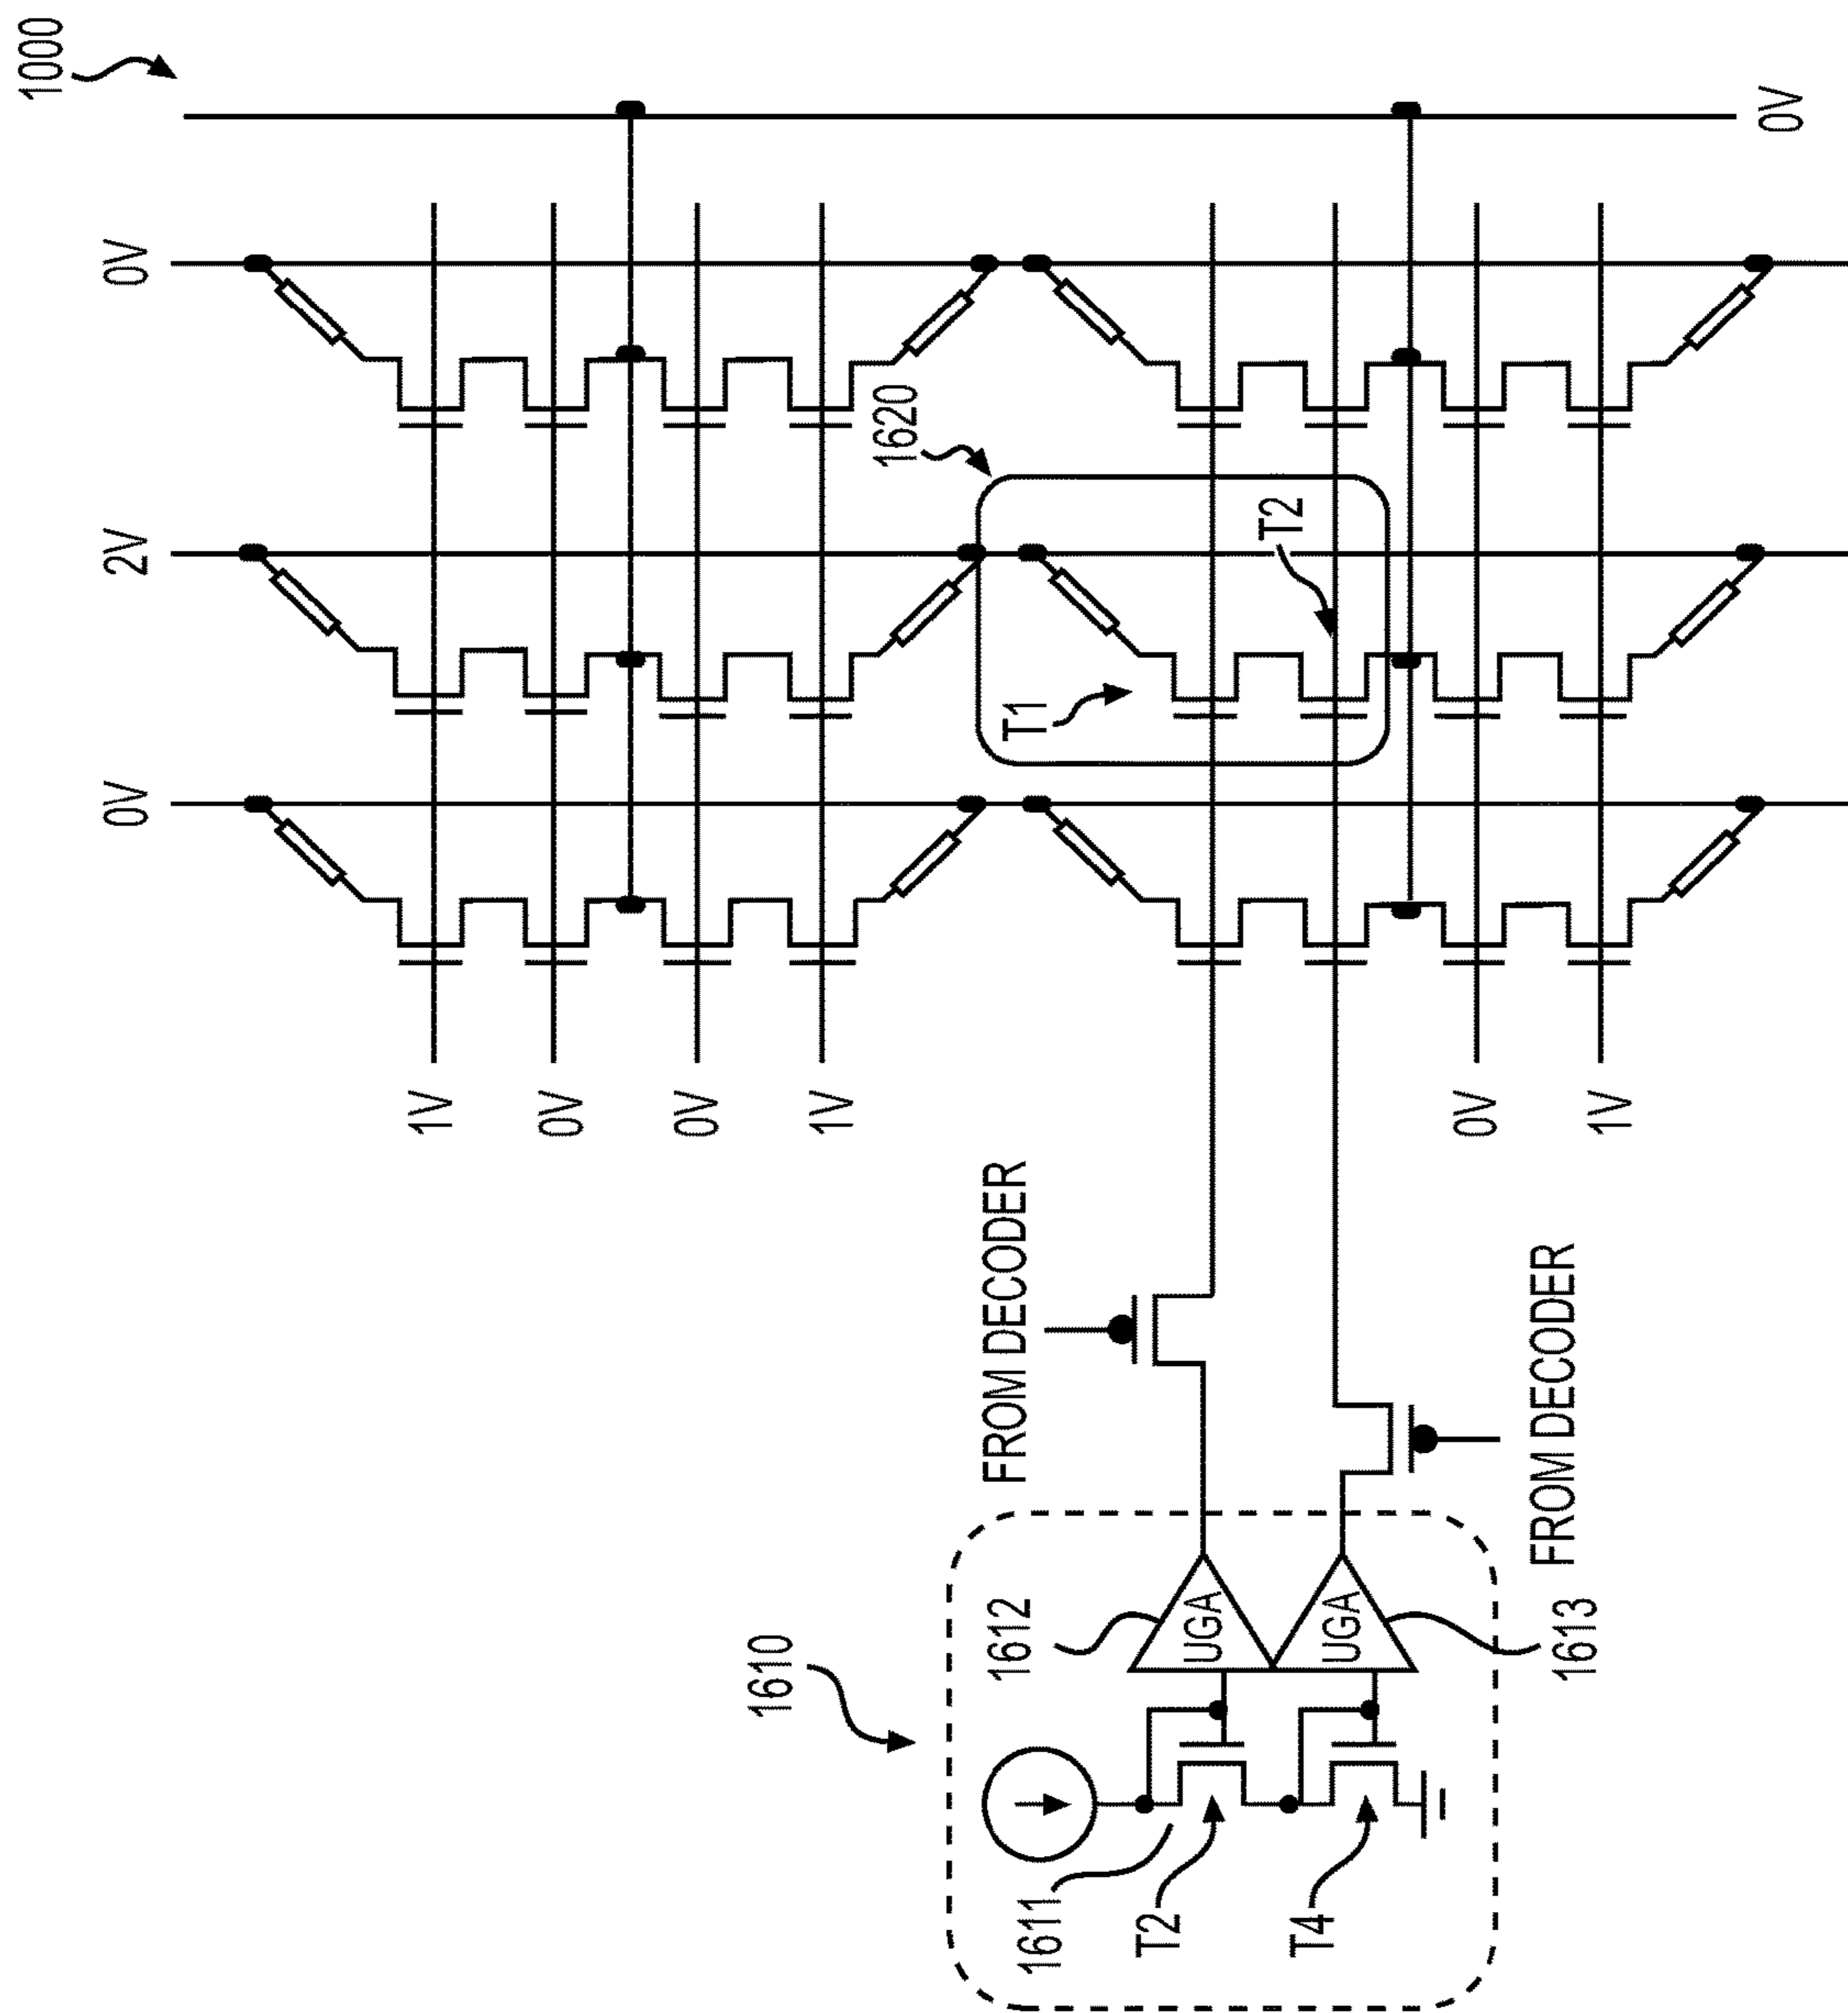 1000
0V
2V
0V
0V
1620
T2
T1
1V
0V
0V
1V
0V
1V
FROM DECODER
FROM DECODER
1610
1612
UGA
UGA
1613
1611
T2
T4